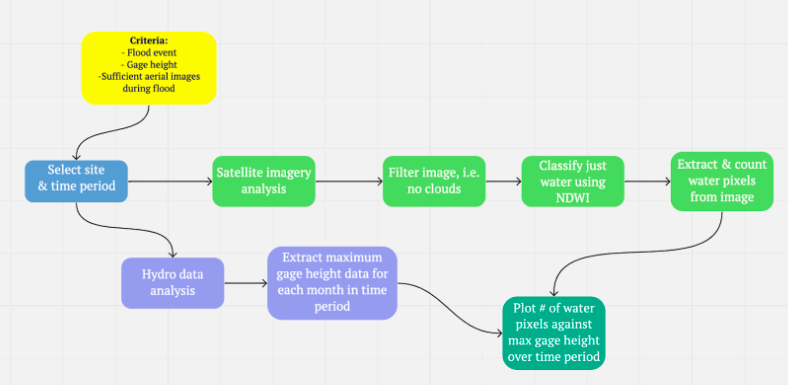 Criteria:
- Flood event
- Gage height
-Sufficient aerial images
during flood
Select site
& time period
Satellite imagery
analysis
Filter image, i.e.
no clouds
Classify just
water using
NDWI
Extract & count
water pixels
from image
Hydro data
analysis
Extract maximum
gage height data for
each month in time
period
Plot # of water
pixels against
max gage height
over time period